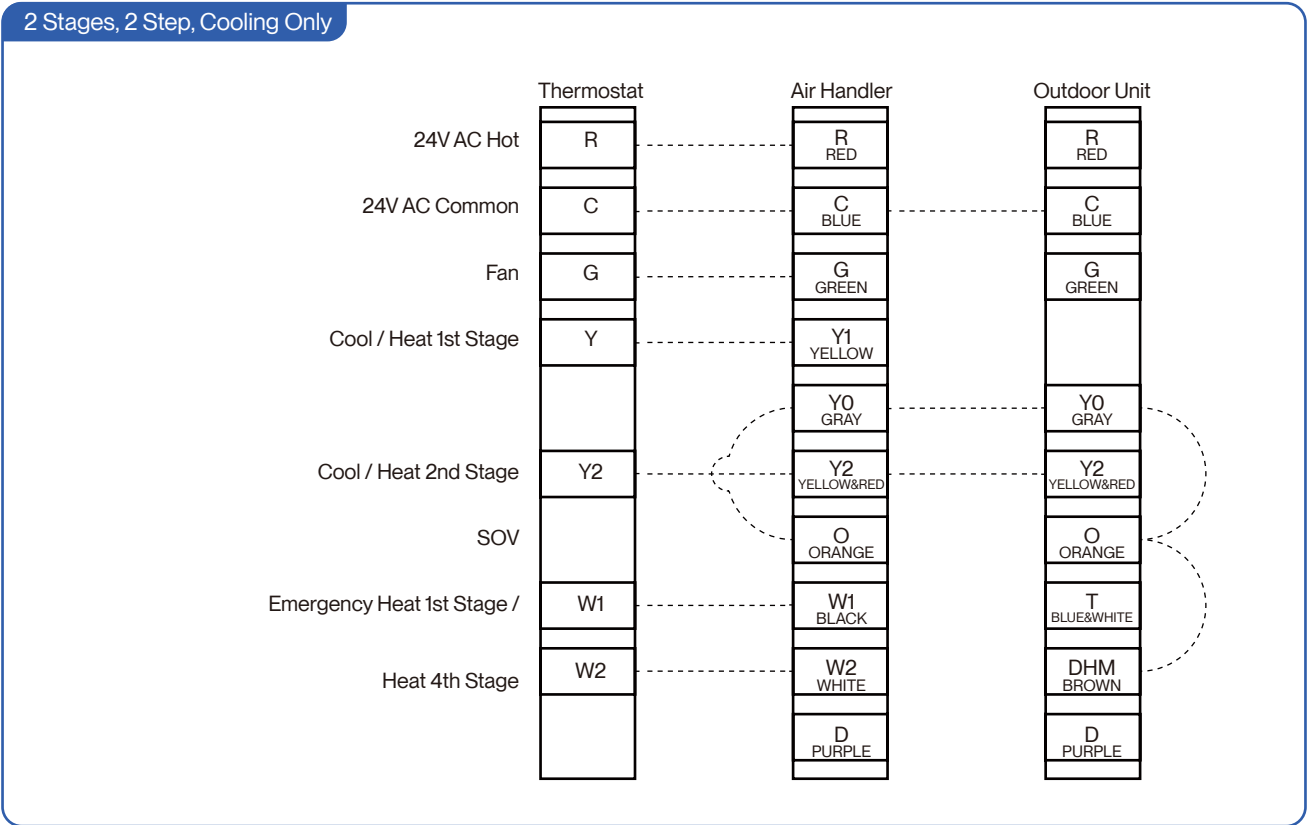 2 Stages, 2 Step, Cooling Only
Thermostat Air Handler Outdoor Unit
24V AC Hot R R R
RED RED
24V AC Common C C C
BLUE BLUE
Fan G G G
GREEN GREEN
Cool / Heat 1st Stage Y Y1
YELLOW
Y0 Y0
GRAY GRAY
Cool / Heat 2nd Stage Y2 Y2 Y2
YELLOW&RED YELLOW&RED
SOV O O
ORANGE ORANGE
Emergency Heat 1st Stage / W1 W1 T
BLACK BLUE&WHITE
Heat 4th Stage W2 W2 DHM
WHITE BROWN
D D
PURPLE PURPLE